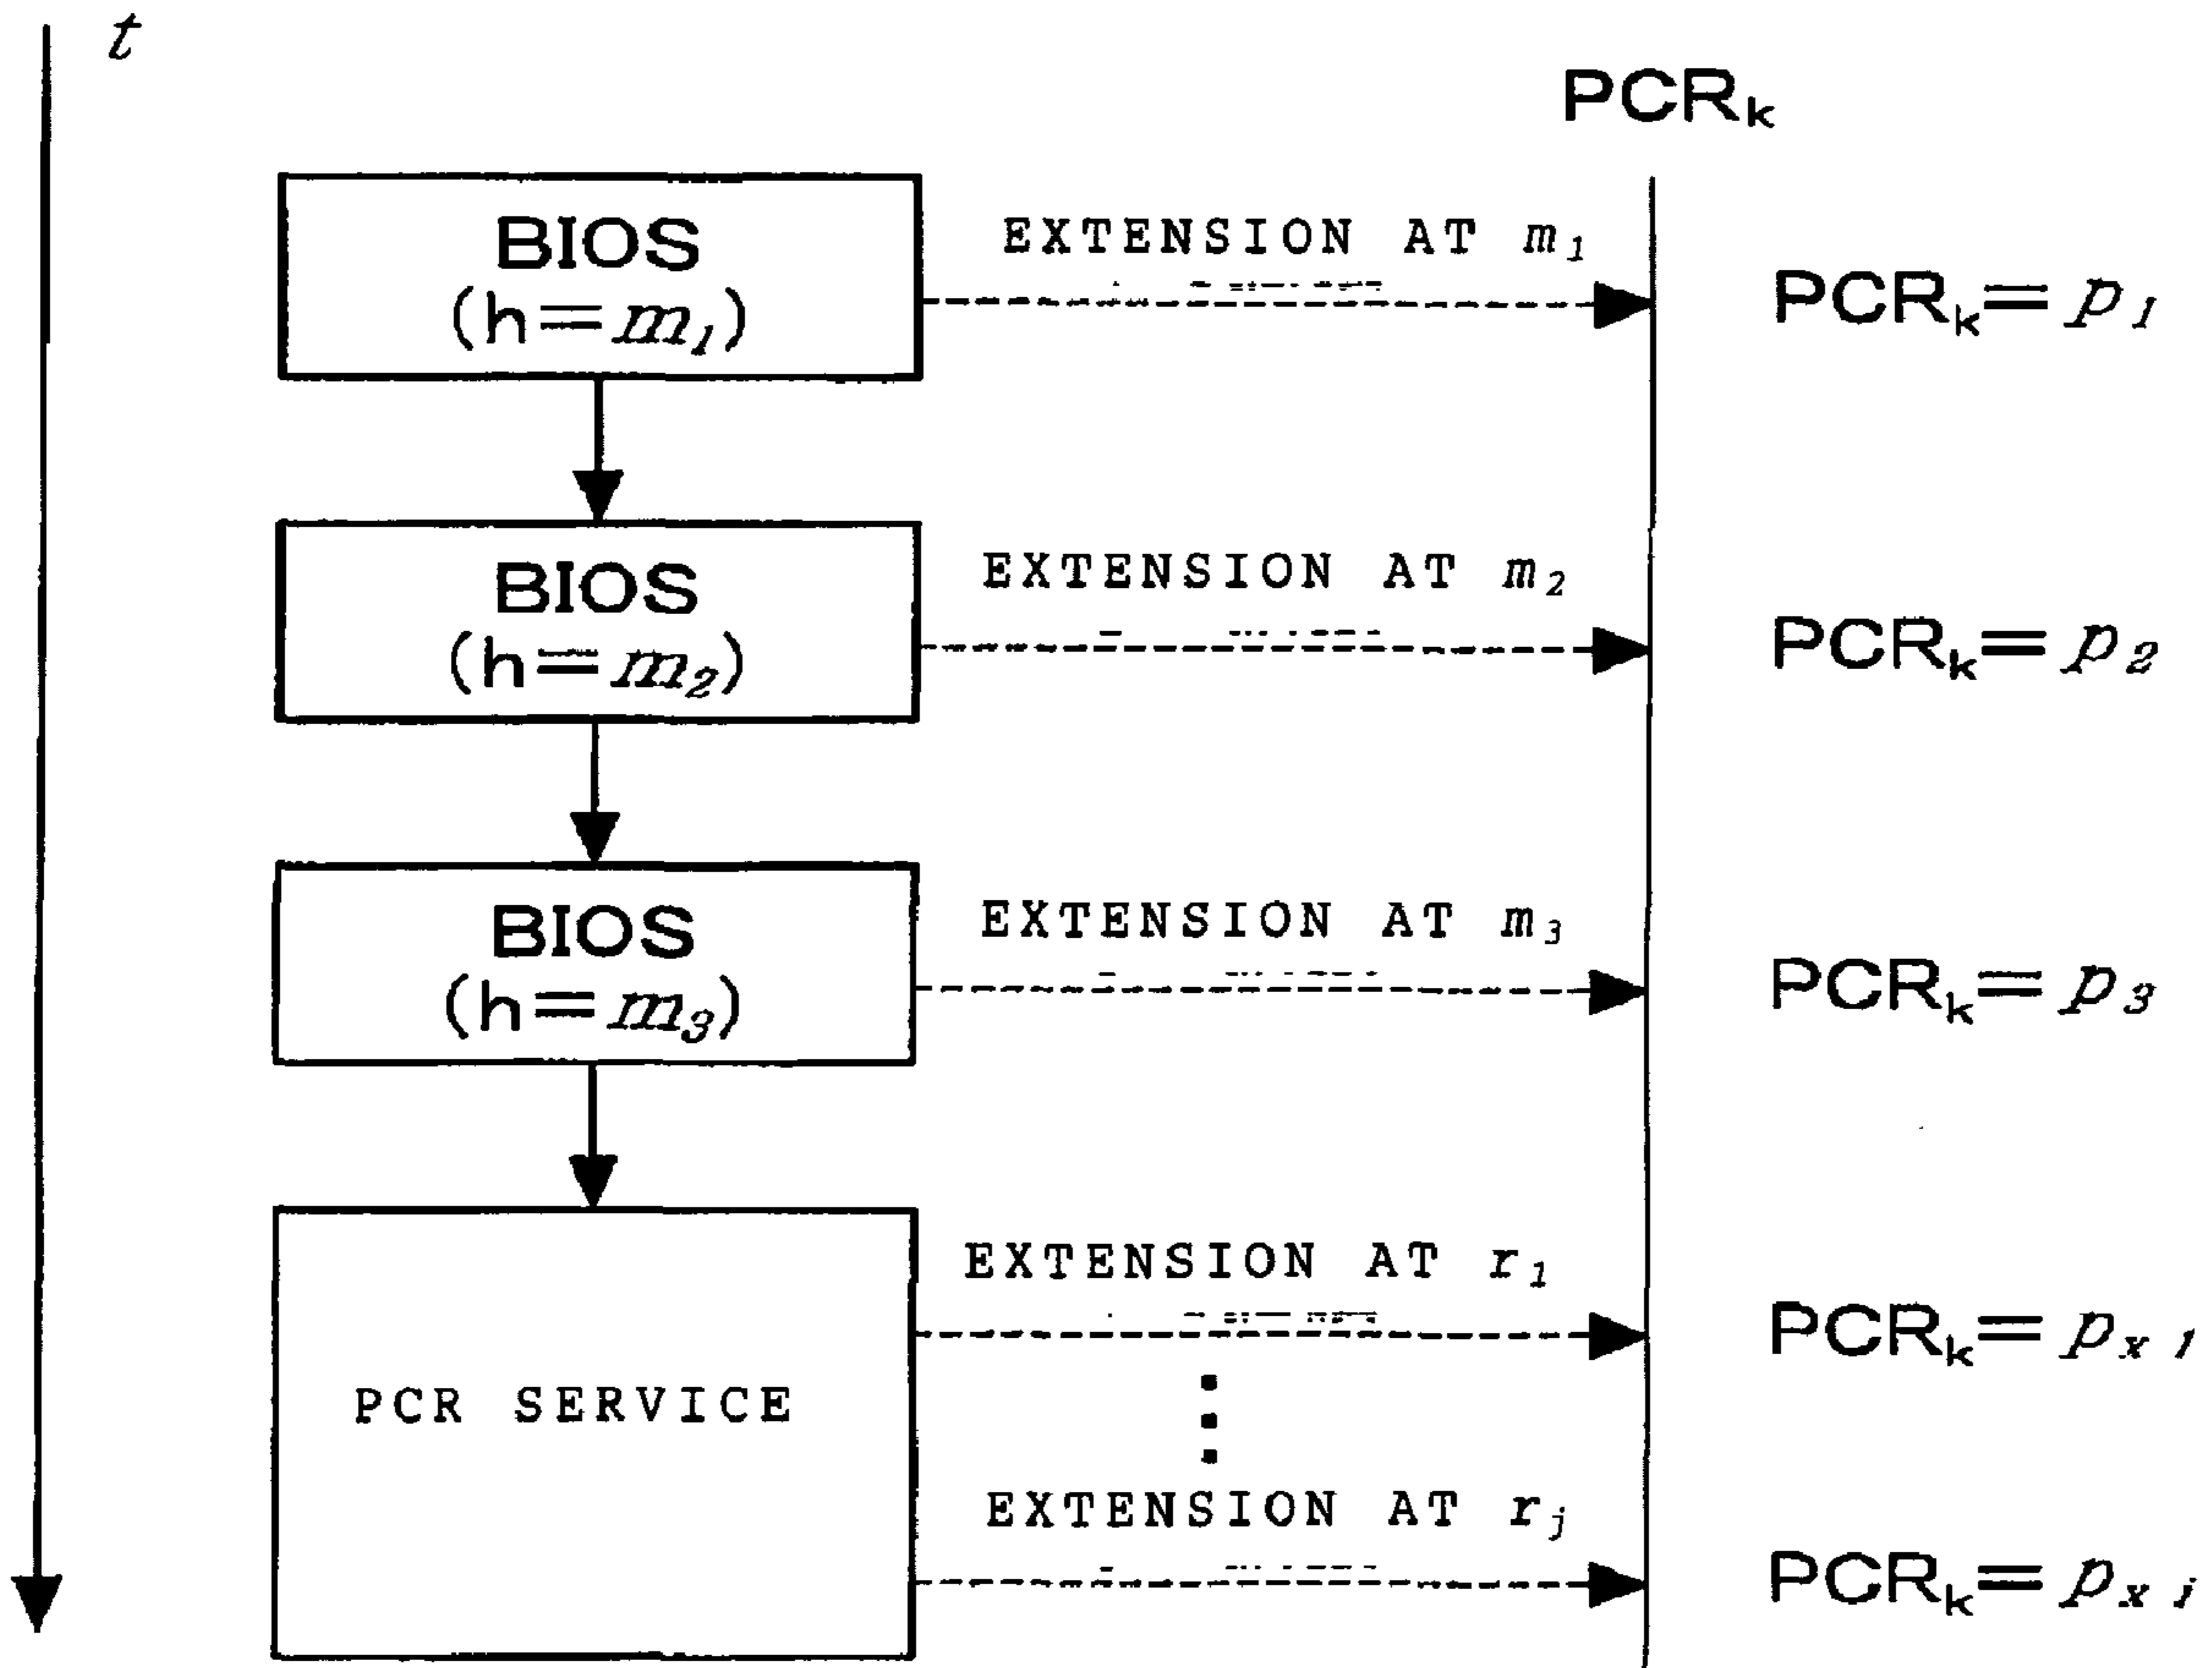 t
PCRk
BIOS
(h=m1)
EXTENSION AT m1
PCRk= p1
BIOS
(h=m2)
EXTENSION AT m2
PCRk= p2
BIOS
(h=m3)
EXTENSION AT m3
PCRk= p3
PCR SERVICE
EXTENSION AT r1
PCRk= px1
EXTENSION AT rj
PCRk= pxj